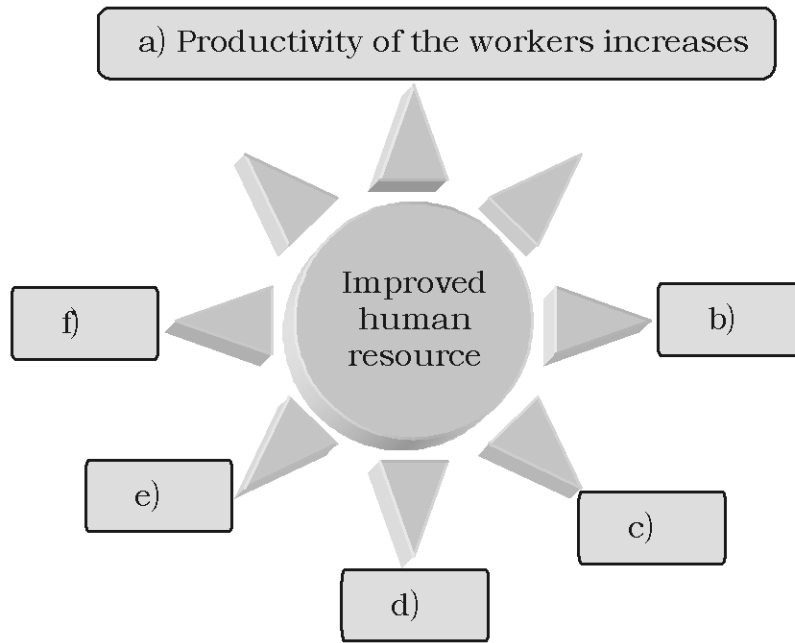 a) Productivity of the workers increases
Improved
human
resource
f)
b)
e)
c)
d)